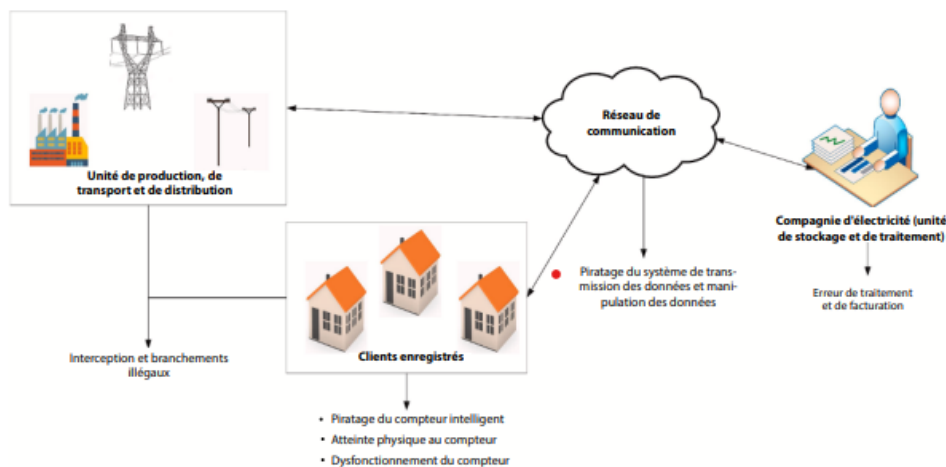 Unité de production, de
transport et de distribution
Réseau de
communication
Compagnie d'électricité (unité
de stockage et de traitement)
Piratage du système de trans-
mission des données et mani-
pulation des données
Erreur de traitement
et de facturation
Clients enregistrés
Interception et branchements
illégaux
• Piratage du compteur intelligent
• Atteinte physique au compteur
• Dysfonctionnement du compteur